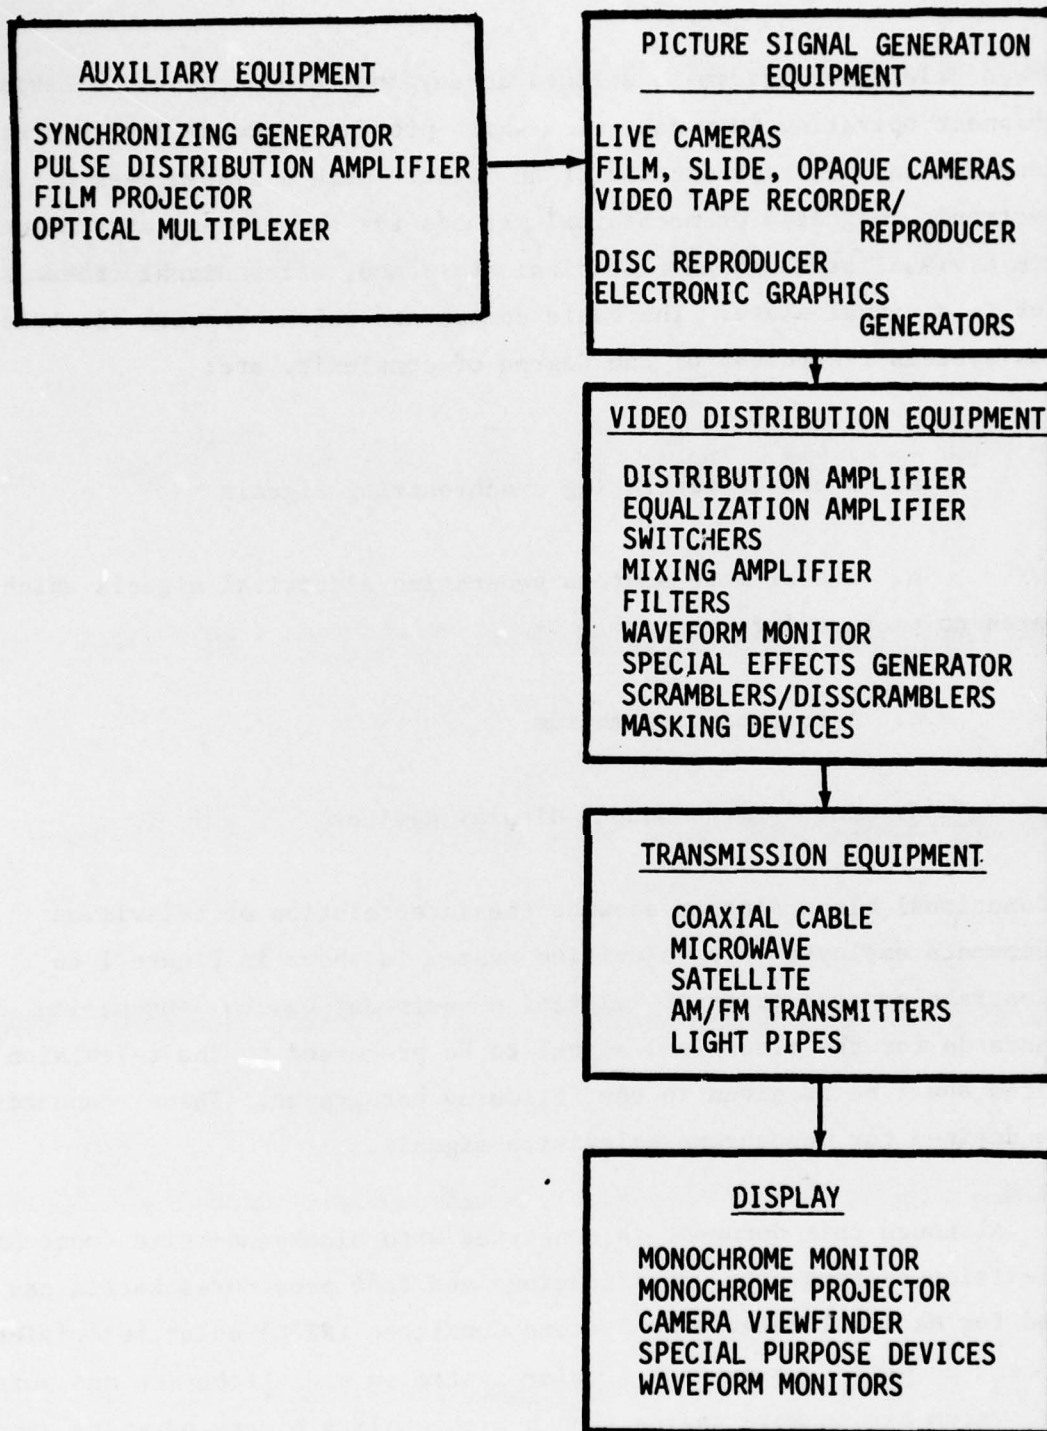 AUXILIARY EQUIPMENT
SYNCHRONIZING GENERATOR
PULSE DISTRIBUTION AMPLIFIER
FILM PROJECTOR
OPTICAL MULTIPLEXER
PICTURE SIGNAL GENERATION
EQUIPMENT
LIVE CAMERAS
FILM, SLIDE, OPAQUE CAMERAS
VIDEO TAPE RECORDER/
REPRODUCER
DISC REPRODUCER
ELECTRONIC GRAPHICS
GENERATORS
VIDEO DISTRIBUTION EQUIPMENT
DISTRIBUTION AMPLIFIER
EQUALIZATION AMPLIFIER
SWITCHERS
MIXING AMPLIFIER
FILTERS
WAVEFORM MONITOR
SPECIAL EFFECTS GENERATOR
SCRAMBLERS/DISSCRAMBLERS
MASKING DEVICES
TRANSMISSION EQUIPMENT
COAXIAL CABLE
MICROWAVE
SATELLITE
AM/FM TRANSMITTERS
LIGHT PIPES
DISPLAY
MONOCHROME MONITOR
MONOCHROME PROJECTOR
CAMERA VIEWFINDER
SPECIAL PURPOSE DEVICES
WAVEFORM MONITORS